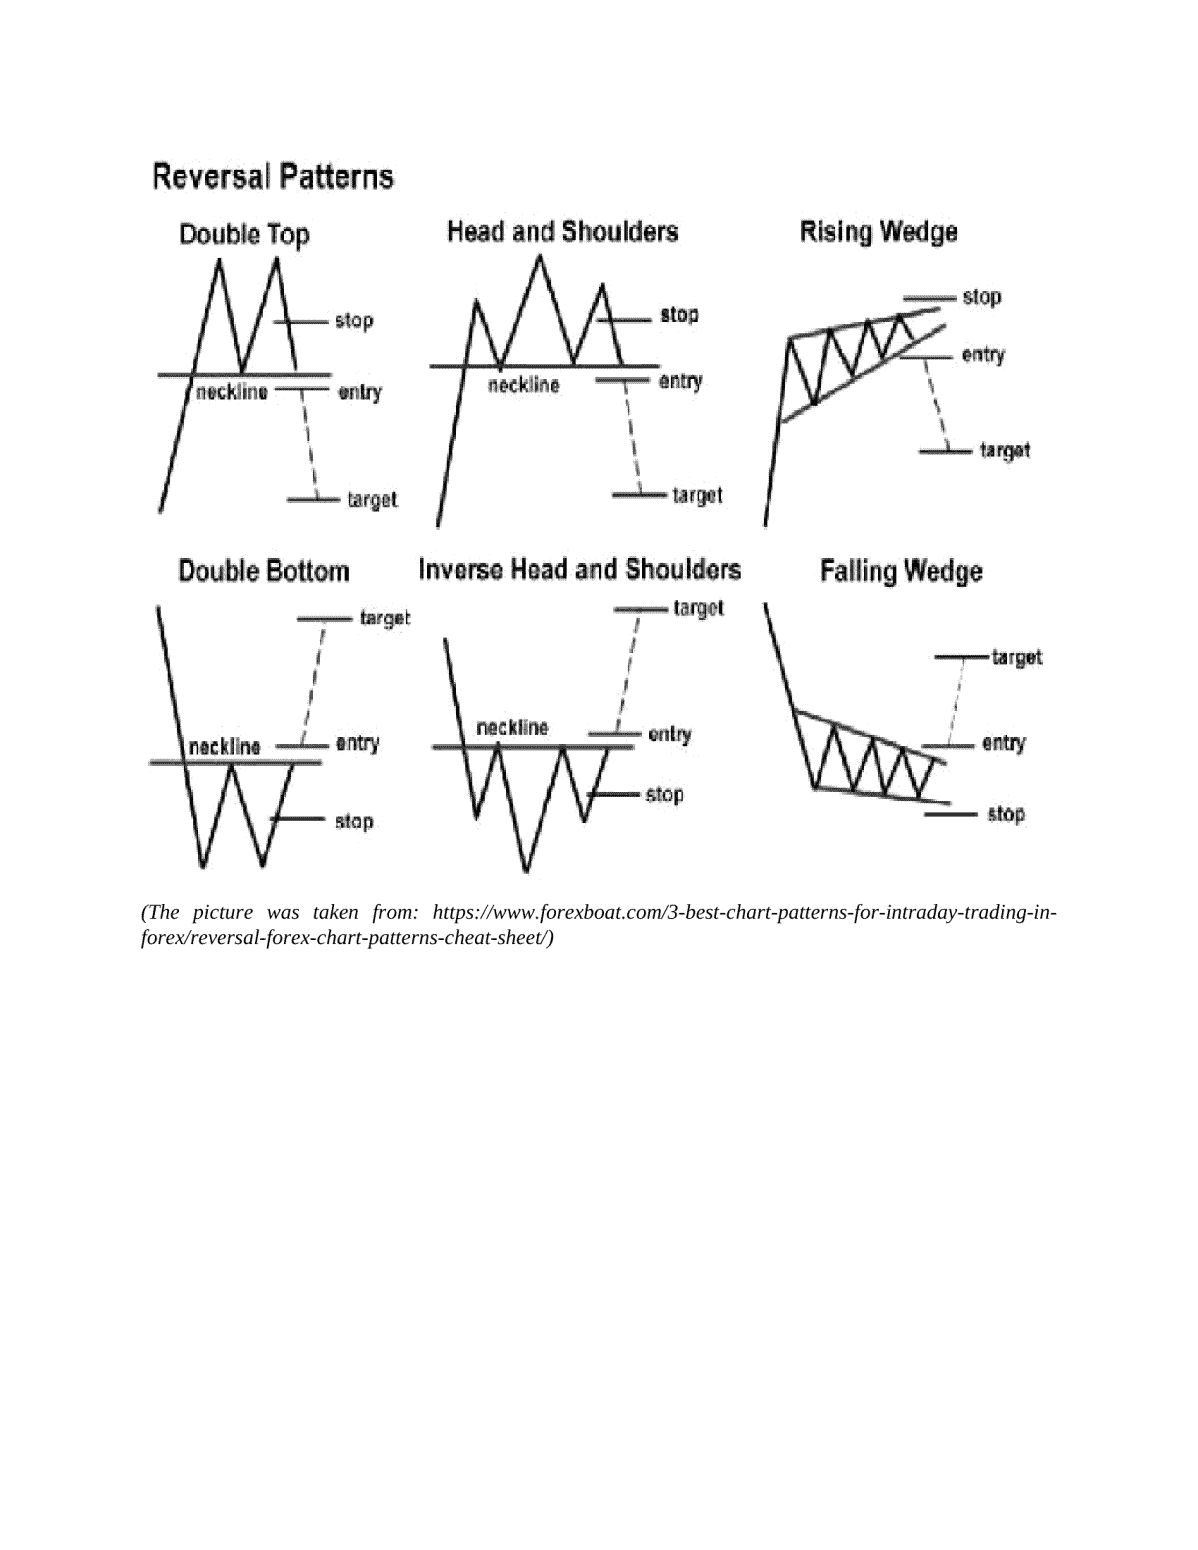 Reversal Patterns
Double Top
Head and Shoulders
Rising Wedge
stop
neckline
entry
target
stop
neckline
entry
target
stop
entry
target
Double Bottom
Inverse Head and Shoulders
Falling Wedge
target
neckline
entry
stop
target
neckline
entry
stop
target
entry
stop
(The picture was taken from: https://www.forexboat.com/3-best-chart-patterns-for-intraday-trading-in-
forex/reversal-forex-chart-patterns-cheat-sheet/)